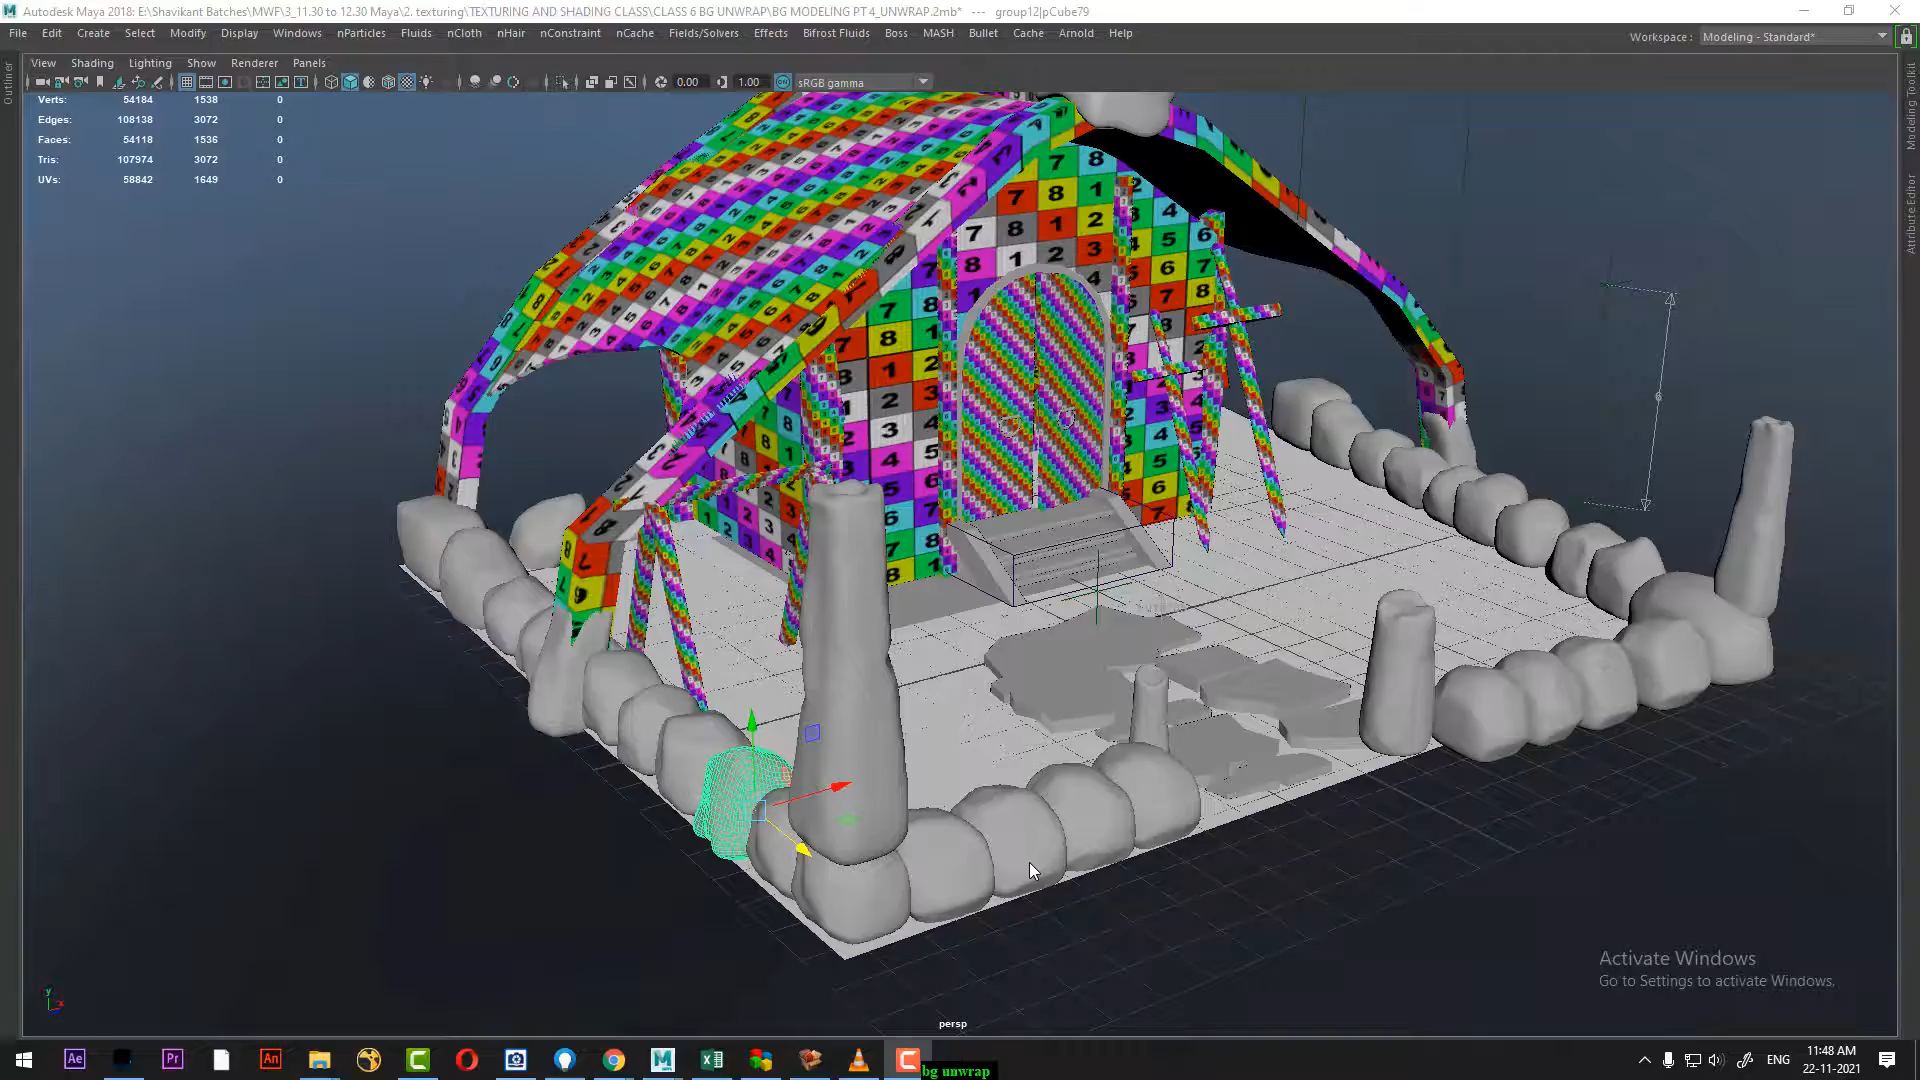 Autodesk Maya 2018: E:\Shavikant Batches\MWF\3_11.30 to 12.30 Maya\2. texturing\TEXTURING AND SHADING CLASS\CLASS 6 BG UNWRAP\BG MODELING PT 4_UNWRAP.2mb* --- group12|pCube79
File Edit Create Select Modify Display Windows nParticles Fluids nCloth nHair nConstraint nCache Fields/Solvers Effects Bifrost Fluids Boss MASH Bullet Cache Arnold Help
Workspace : Modeling - Standard*
View Shading Lighting Show Renderer Panels
0.00 1.00 sRGB gamma
Outliner
Modeling Toolkit
Attribute Editor
Verts: 54184 1538 0
Edges: 108138 3072 0
Faces: 54118 1536 0
Tris: 107974 3072 0
UVs: 58842 1649 0
Activate Windows
Go to Settings to activate Windows.
persp
Ae Pr An
bg unwrap
ENG
11:48 AM
22-11-2021